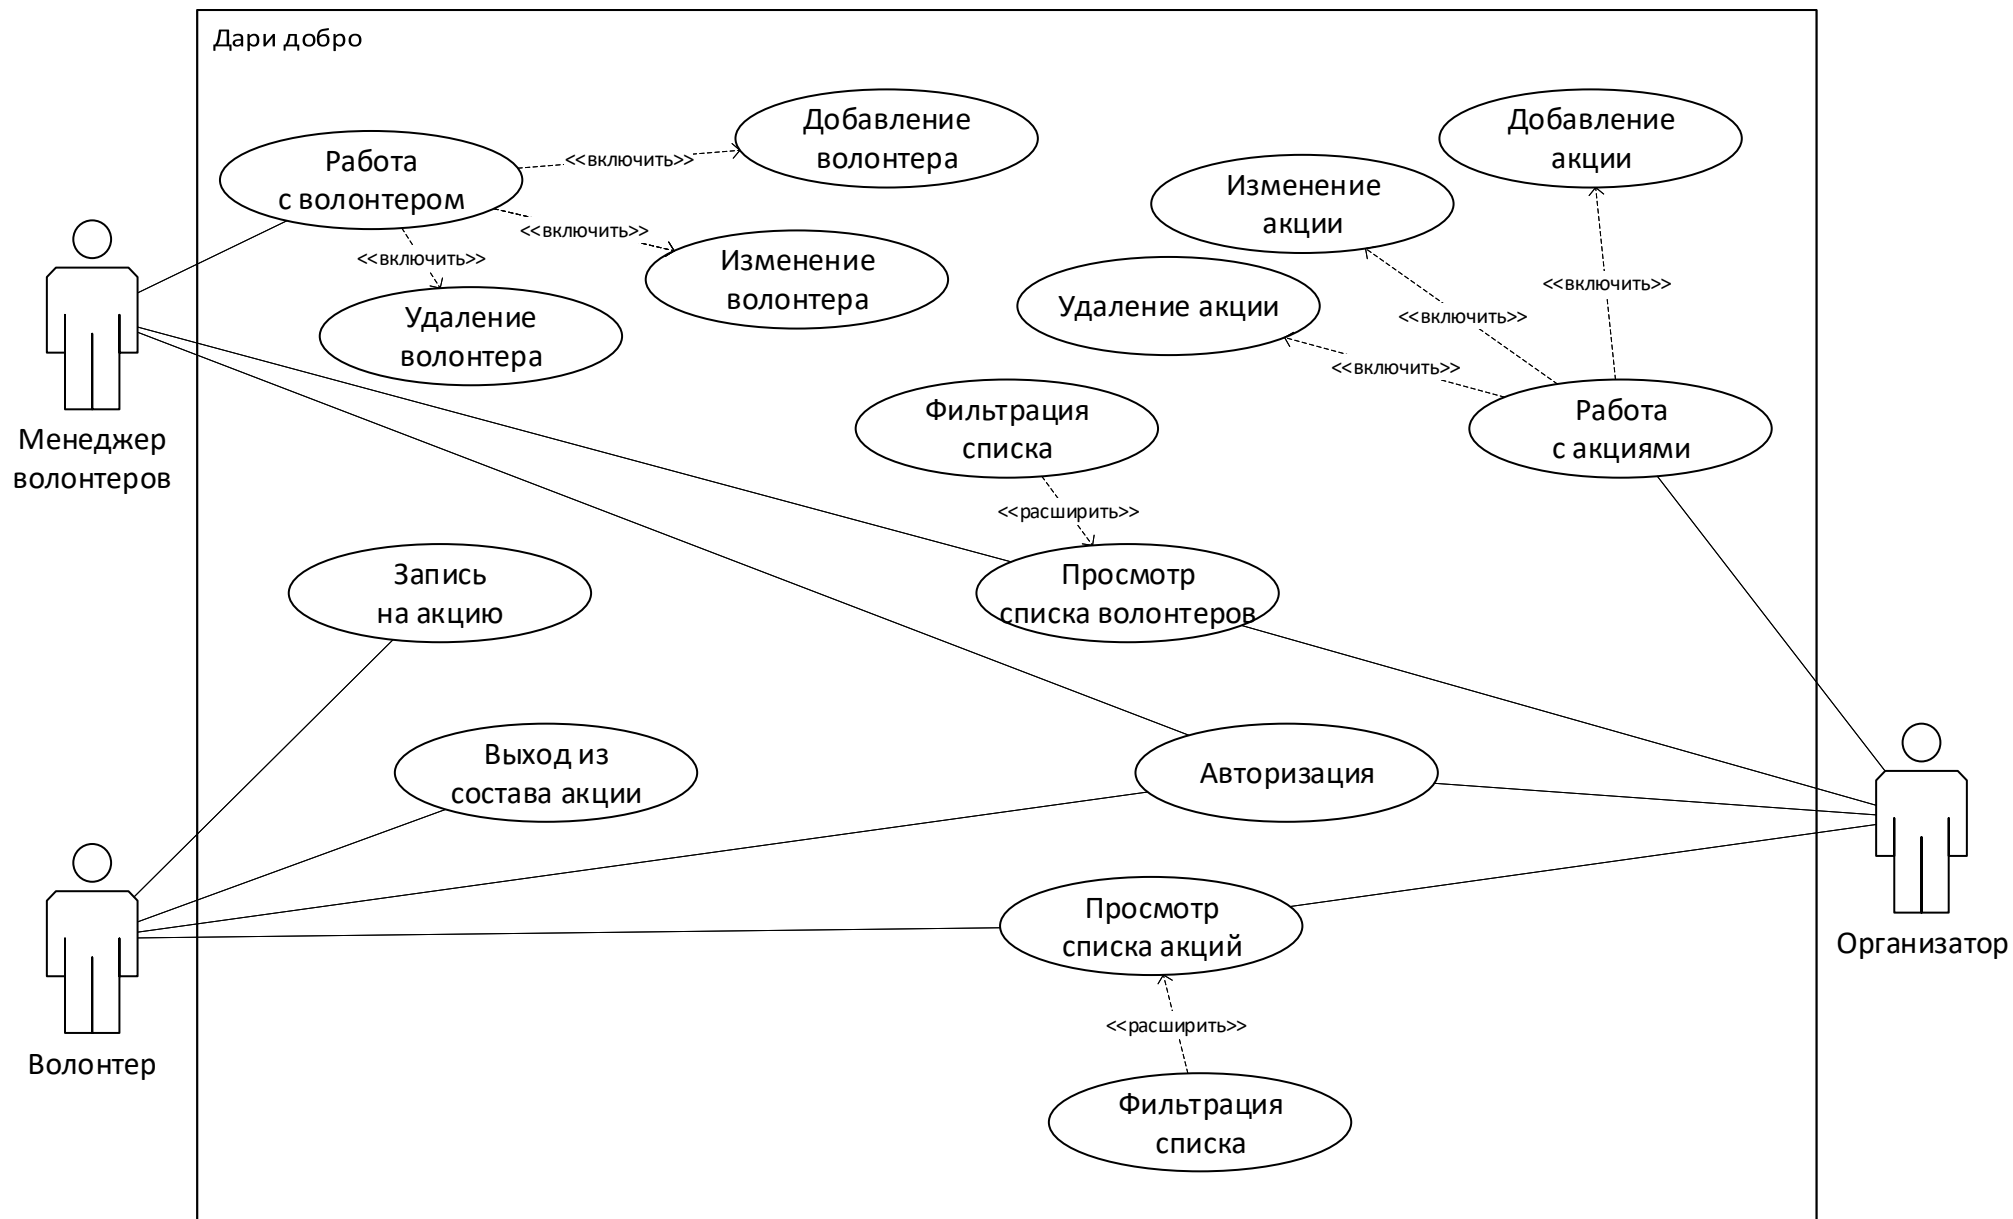 Дари добро
Добавление
волонтера
Добавление
акции
Работа
с волонтером
<<включить>>
Изменение
акции
<<включить>>
<<включить>>
Изменение
волонтера
Удаление акции
<<включить>>
Удаление
волонтера
<<включить>>
<<включить>>
Менеджер
волонтеров
Фильтрация
списка
Работа
с акциями
<<расширить>>
Запись
на акцию
Просмотр
списка волонтеров
Выход из
состава акции
Авторизация
Просмотр
списка акций
Организатор
Волонтер
<<расширить>>
Фильтрация
списка